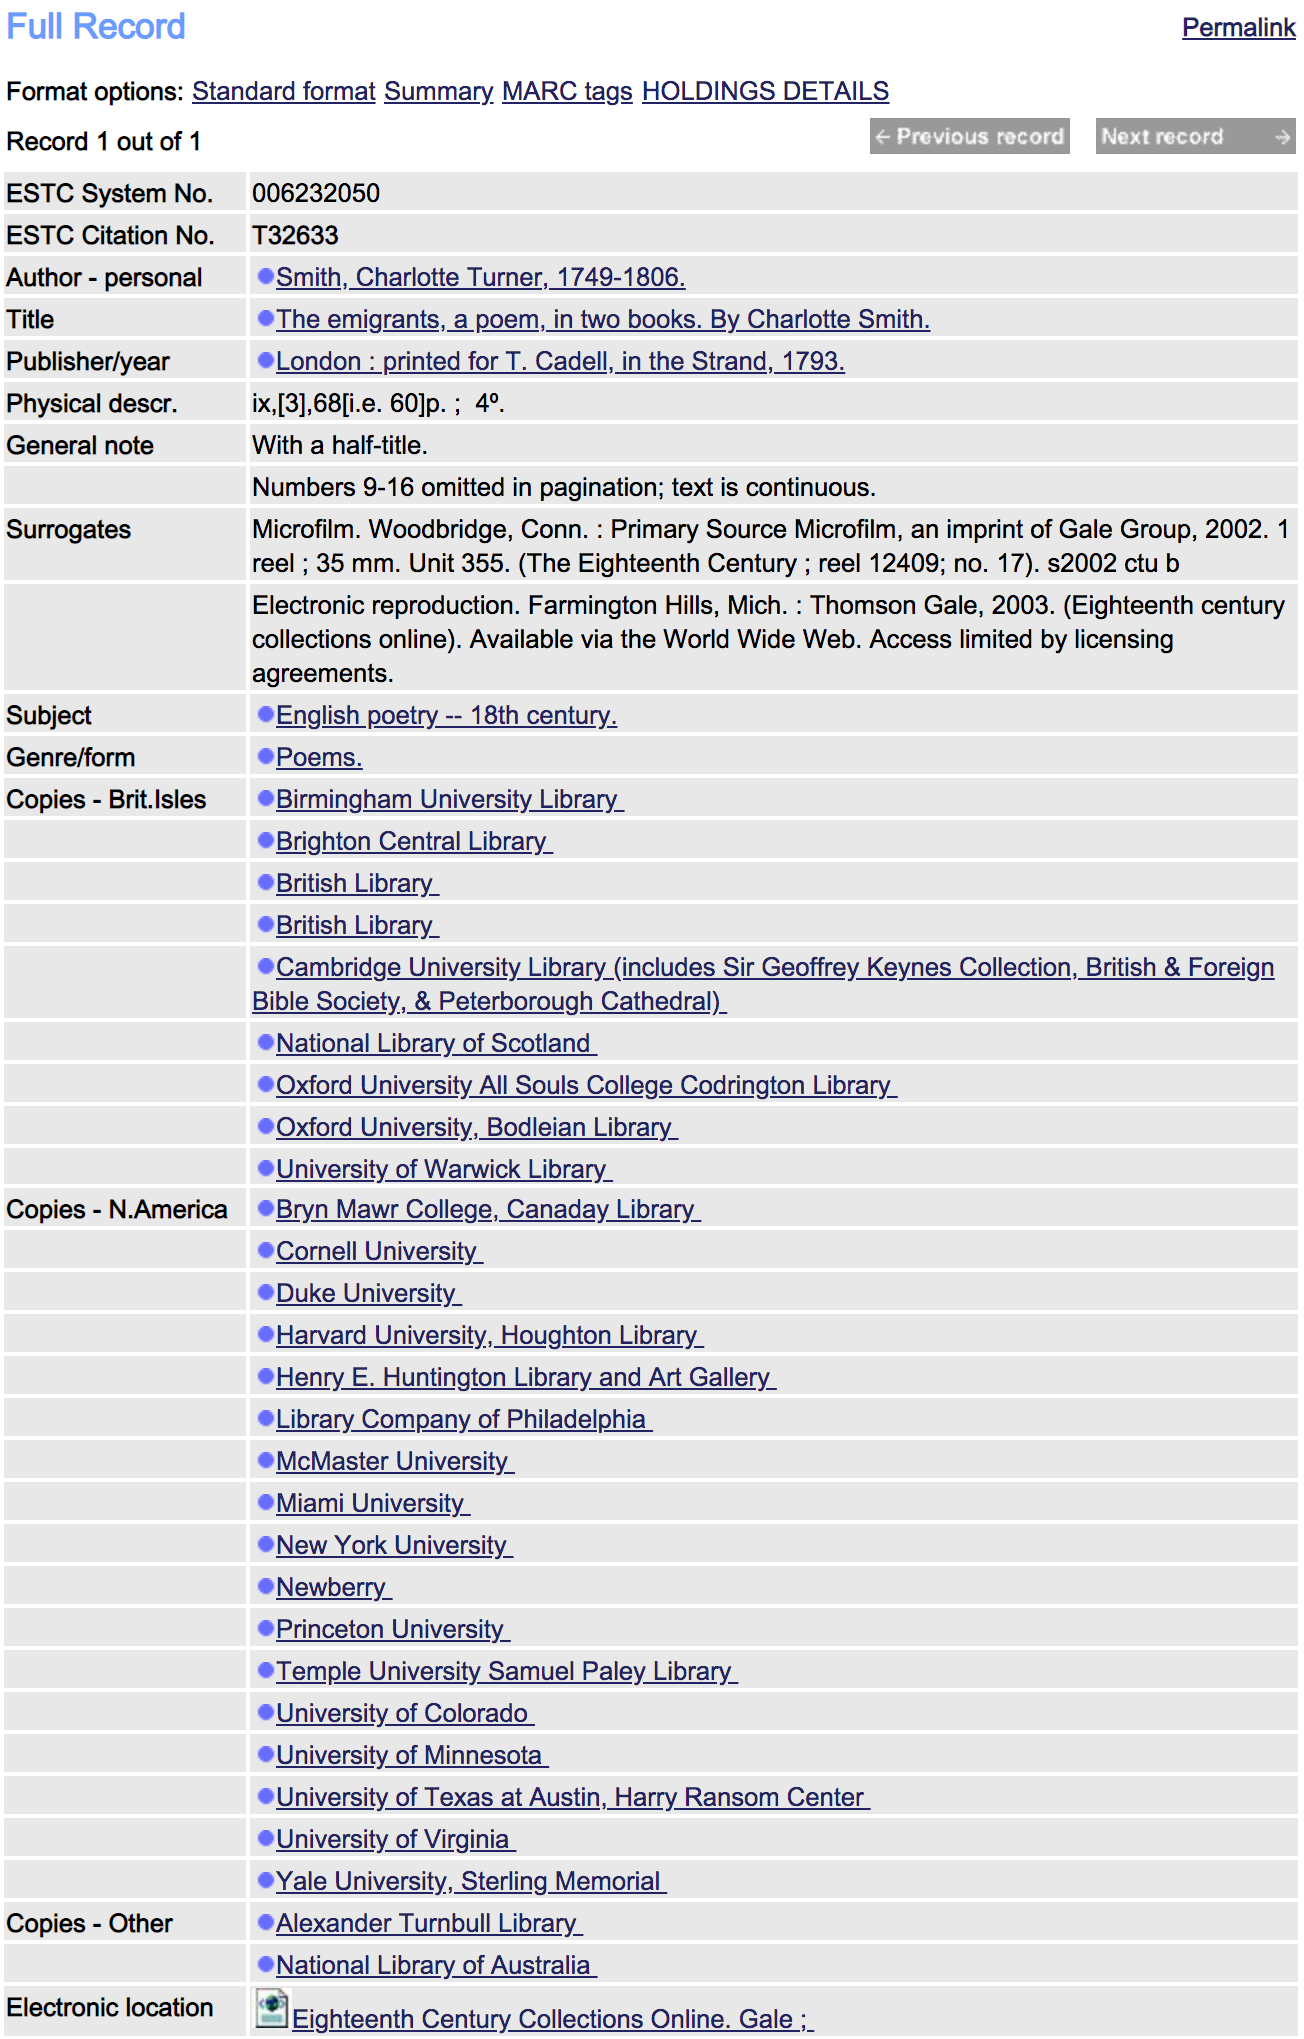 Full Record
Permalink
Format options: Standard format Summary MARC tags HOLDINGS DETAILS
Record 1 out of 1
← Previous record
Next record →
ESTC System No. 006232050
ESTC Citation No. T32633
Author - personal Smith, Charlotte Turner, 1749-1806.
Title The emigrants, a poem, in two books. By Charlotte Smith.
Publisher/year London : printed for T. Cadell, in the Strand, 1793.
Physical descr. ix,[3],68[i.e. 60]p. ; 4º.
General note With a half-title.
Numbers 9-16 omitted in pagination; text is continuous.
Surrogates Microfilm. Woodbridge, Conn. : Primary Source Microfilm, an imprint of Gale Group, 2002. 1
reel ; 35 mm. Unit 355. (The Eighteenth Century ; reel 12409; no. 17). s2002 ctu b
Electronic reproduction. Farmington Hills, Mich. : Thomson Gale, 2003. (Eighteenth century
collections online). Available via the World Wide Web. Access limited by licensing
agreements.
Subject English poetry -- 18th century.
Genre/form Poems.
Copies - Brit.Isles Birmingham University Library
Brighton Central Library
British Library
British Library
Cambridge University Library (includes Sir Geoffrey Keynes Collection, British & Foreign
Bible Society, & Peterborough Cathedral)
National Library of Scotland
Oxford University All Souls College Codrington Library
Oxford University, Bodleian Library
University of Warwick Library
Copies - N.America Bryn Mawr College, Canaday Library
Cornell University
Duke University
Harvard University, Houghton Library
Henry E. Huntington Library and Art Gallery
Library Company of Philadelphia
McMaster University
Miami University
New York University
Newberry
Princeton University
Temple University Samuel Paley Library
University of Colorado
University of Minnesota
University of Texas at Austin, Harry Ransom Center
University of Virginia
Yale University, Sterling Memorial
Copies - Other Alexander Turnbull Library
National Library of Australia
Electronic location Eighteenth Century Collections Online. Gale ;